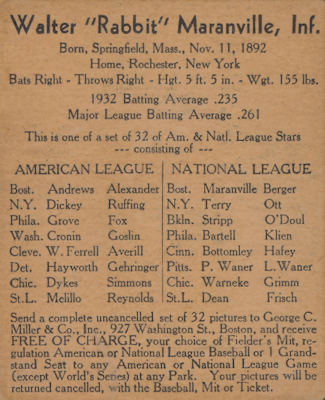 Walter "Rabbit" Maranville, Inf.
Born, Springfield, Mass., Nov. 11, 1892
Home, Rochester, New York
Bats Right - Throws Right - Hgt. 5 ft. 5 in. - Wgt. 155 lbs.
1932 Batting Average .235
Major League Batting Average .261
This is one of a set of 32 of Am. & Natl. League Stars
--- consisting of ---
AMERICAN LEAGUE NATIONAL LEAGUE
Bost. Andrews Alexander Bost. Maranville Berger
N.Y. Dickey Ruffing N.Y. Terry Ott
Phila. Grove Fox Bkln. Stripp O'Doul
Wash. Cronin Goslin Phila. Bartell Klien
Cleve. W. Ferrell Averill Cinn. Bottomley Hafey
Det. Hayworth Gehringer Pitts. P. Waner L. Waner
Chic. Dykes Simmons Chic. Warneke Grimm
St.L. Melillo Reynolds St.L. Dean Frisch
Send a complete uncancelled set of 32 pictures to George C.
Miller & Co., Inc., 927 Washington St., Boston, and receive
FREE OF CHARGE, your choice of Fielder's Mit, re-
gulation American or National League Baseball or 1 Grand-
stand Seat to any American or National League Game
(except World's Series) at any Park. Your pictures will be
returned cancelled, with the Baseball, Mit or Ticket.